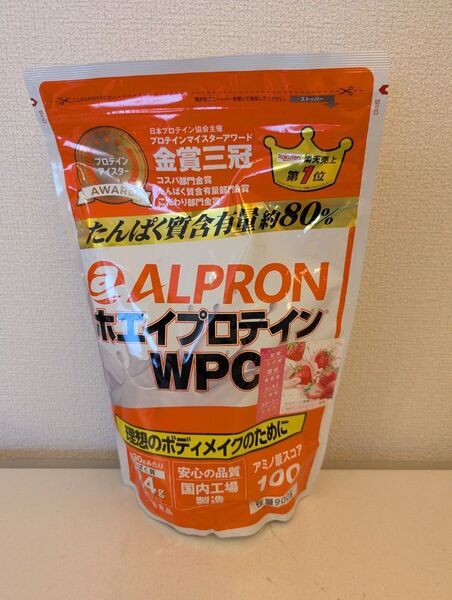 ストッパー
日本プロテイン協会主催
プロテインマイスターアワード
金賞三冠
コスパ部門金賞
たんぱく質含有量部門金賞
こだわり部門金賞
プロテイン
マイスター
AWARD
Rakuten 楽天売上
第1位
たんぱく質含有量約80%
ALPRON
ホエイプロテイン
WPC
理想のボディメイクのために
安心の品質
国内工場
製造
アミノ酸スコア
100